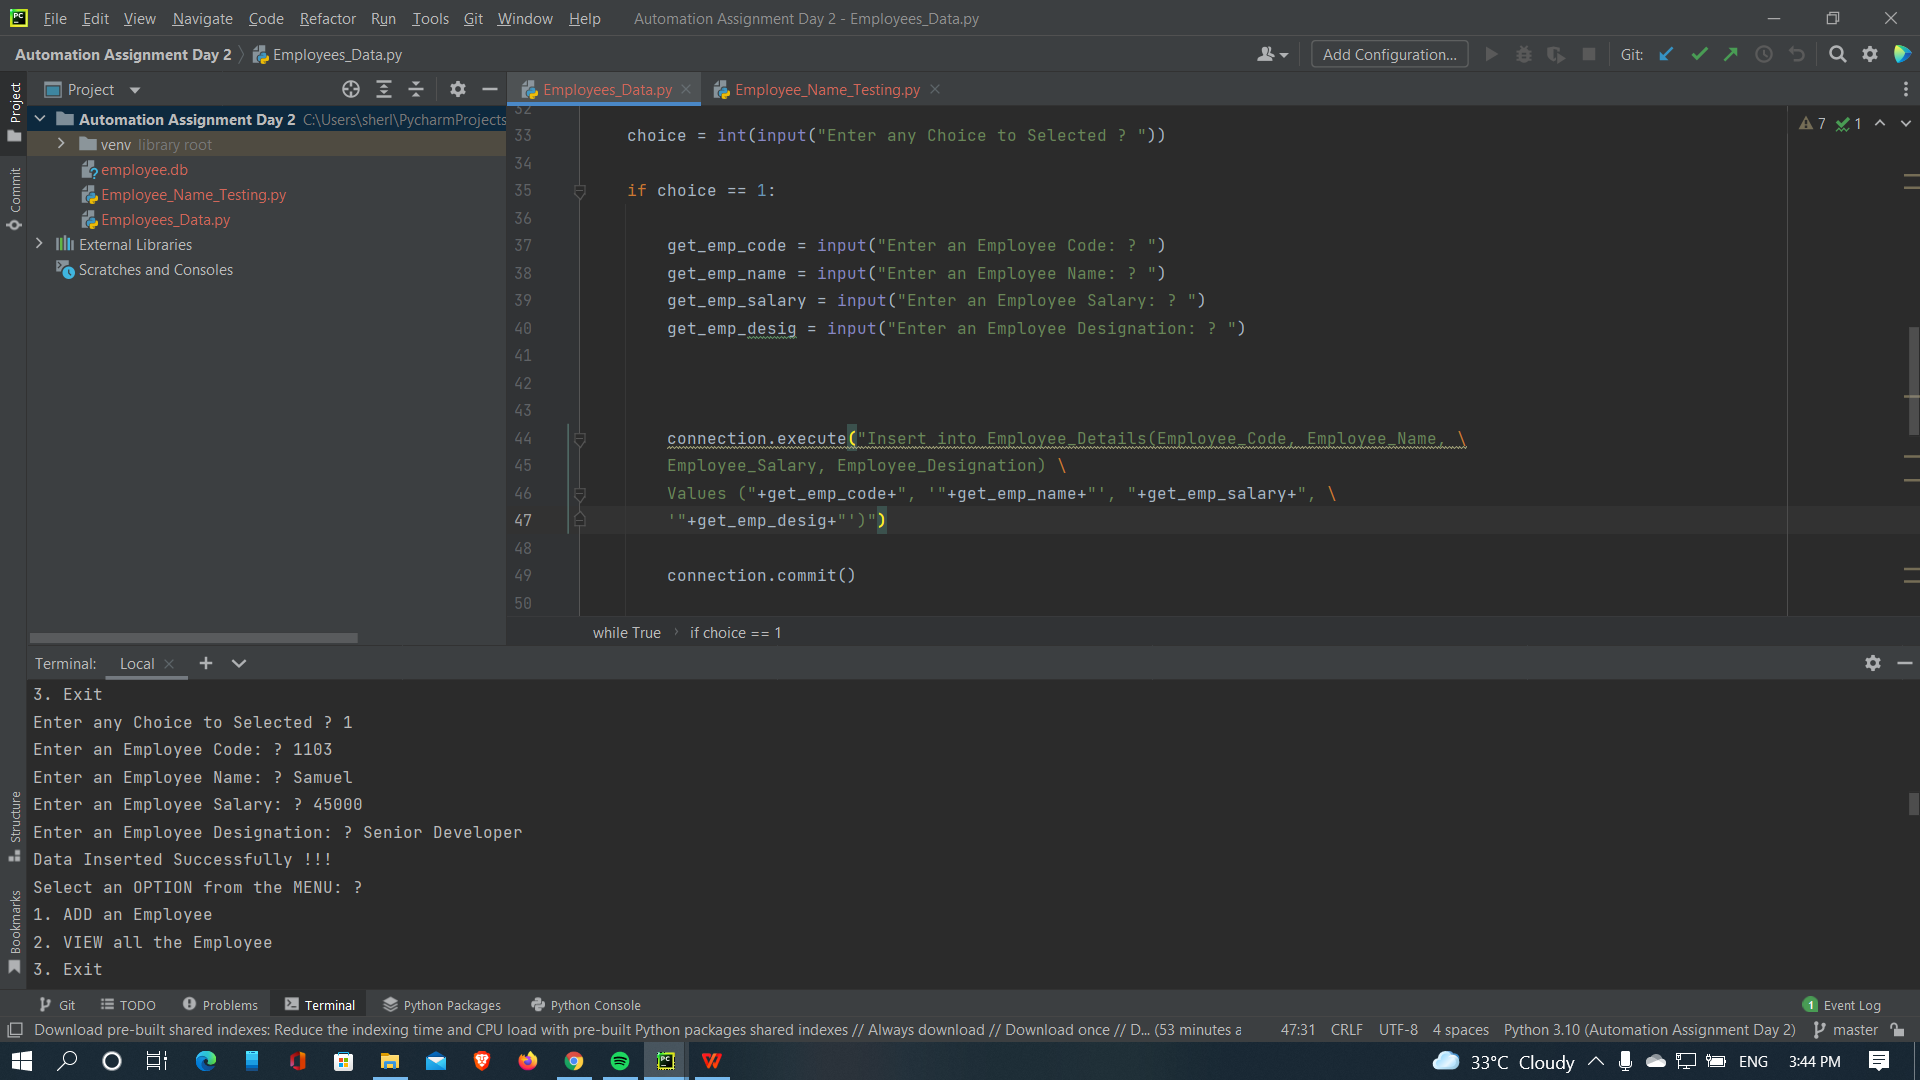 File Edit View Navigate Code Refactor Run Tools Git Window Help Automation Assignment Day 2 - Employees_Data.py
Automation Assignment Day 2 Employees_Data.py Add Configuration... Git:
Project
Project
Commit
Structure
Bookmarks
Automation Assignment Day 2 C:\Users\sherl\PycharmProjects
venv library root
employee.db
Employee_Name_Testing.py
Employees_Data.py
External Libraries
Scratches and Consoles
Employees_Data.py Employee_Name_Testing.py
7 1
32
33 choice = int(input("Enter any Choice to Selected ? "))
34
35 if choice == 1:
36
37 get_emp_code = input("Enter an Employee Code: ? ")
38 get_emp_name = input("Enter an Employee Name: ? ")
39 get_emp_salary = input("Enter an Employee Salary: ? ")
40 get_emp_desig = input("Enter an Employee Designation: ? ")
41
42
43
44 connection.execute("Insert into Employee_Details(Employee_Code, Employee_Name, \
45 Employee_Salary, Employee_Designation) \
46 Values ("+get_emp_code+", '"+get_emp_name+"', "+get_emp_salary+", \
47 '"+get_emp_desig+"')")
48
49 connection.commit()
50
while True if choice == 1
Terminal: Local
3. Exit
Enter any Choice to Selected ? 1
Enter an Employee Code: ? 1103
Enter an Employee Name: ? Samuel
Enter an Employee Salary: ? 45000
Enter an Employee Designation: ? Senior Developer
Data Inserted Successfully !!!
Select an OPTION from the MENU: ?
1. ADD an Employee
2. VIEW all the Employee
3. Exit
Git TODO Problems Terminal Python Packages Python Console 1 Event Log
Download pre-built shared indexes: Reduce the indexing time and CPU load with pre-built Python packages shared indexes // Always download // Download once // D... (53 minutes a 47:31 CRLF UTF-8 4 spaces Python 3.10 (Automation Assignment Day 2) master
33°C Cloudy ENG 3:44 PM